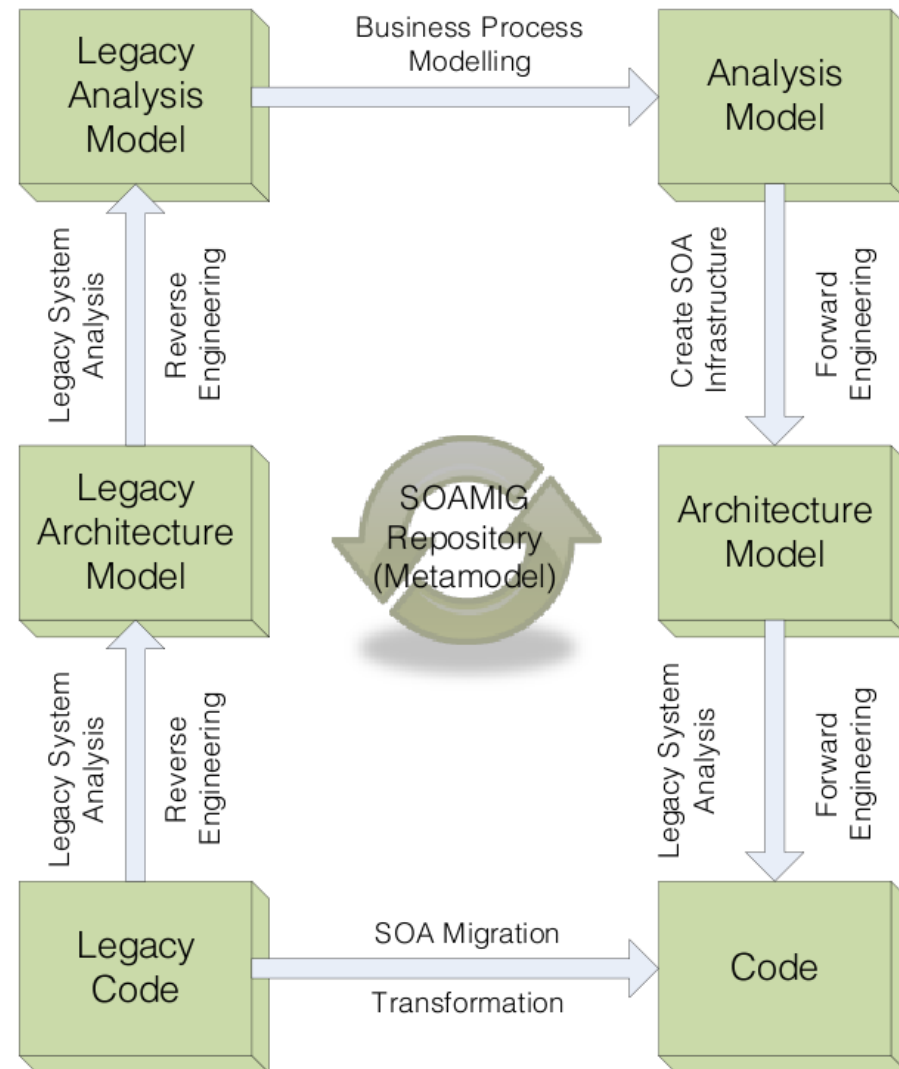 Legacy
Analysis
Model
Business Process
Modelling
Analysis
Model
Legacy System
Analysis
Reverse
Engineering
Create SOA
Infrastructure
Forward
Engineering
Legacy
Architecture
Model
SOAMIG
Repository
(Metamodel)
Architecture
Model
Legacy System
Analysis
Reverse
Engineering
Legacy System
Analysis
Forward
Engineering
Legacy
Code
SOA Migration
Transformation
Code